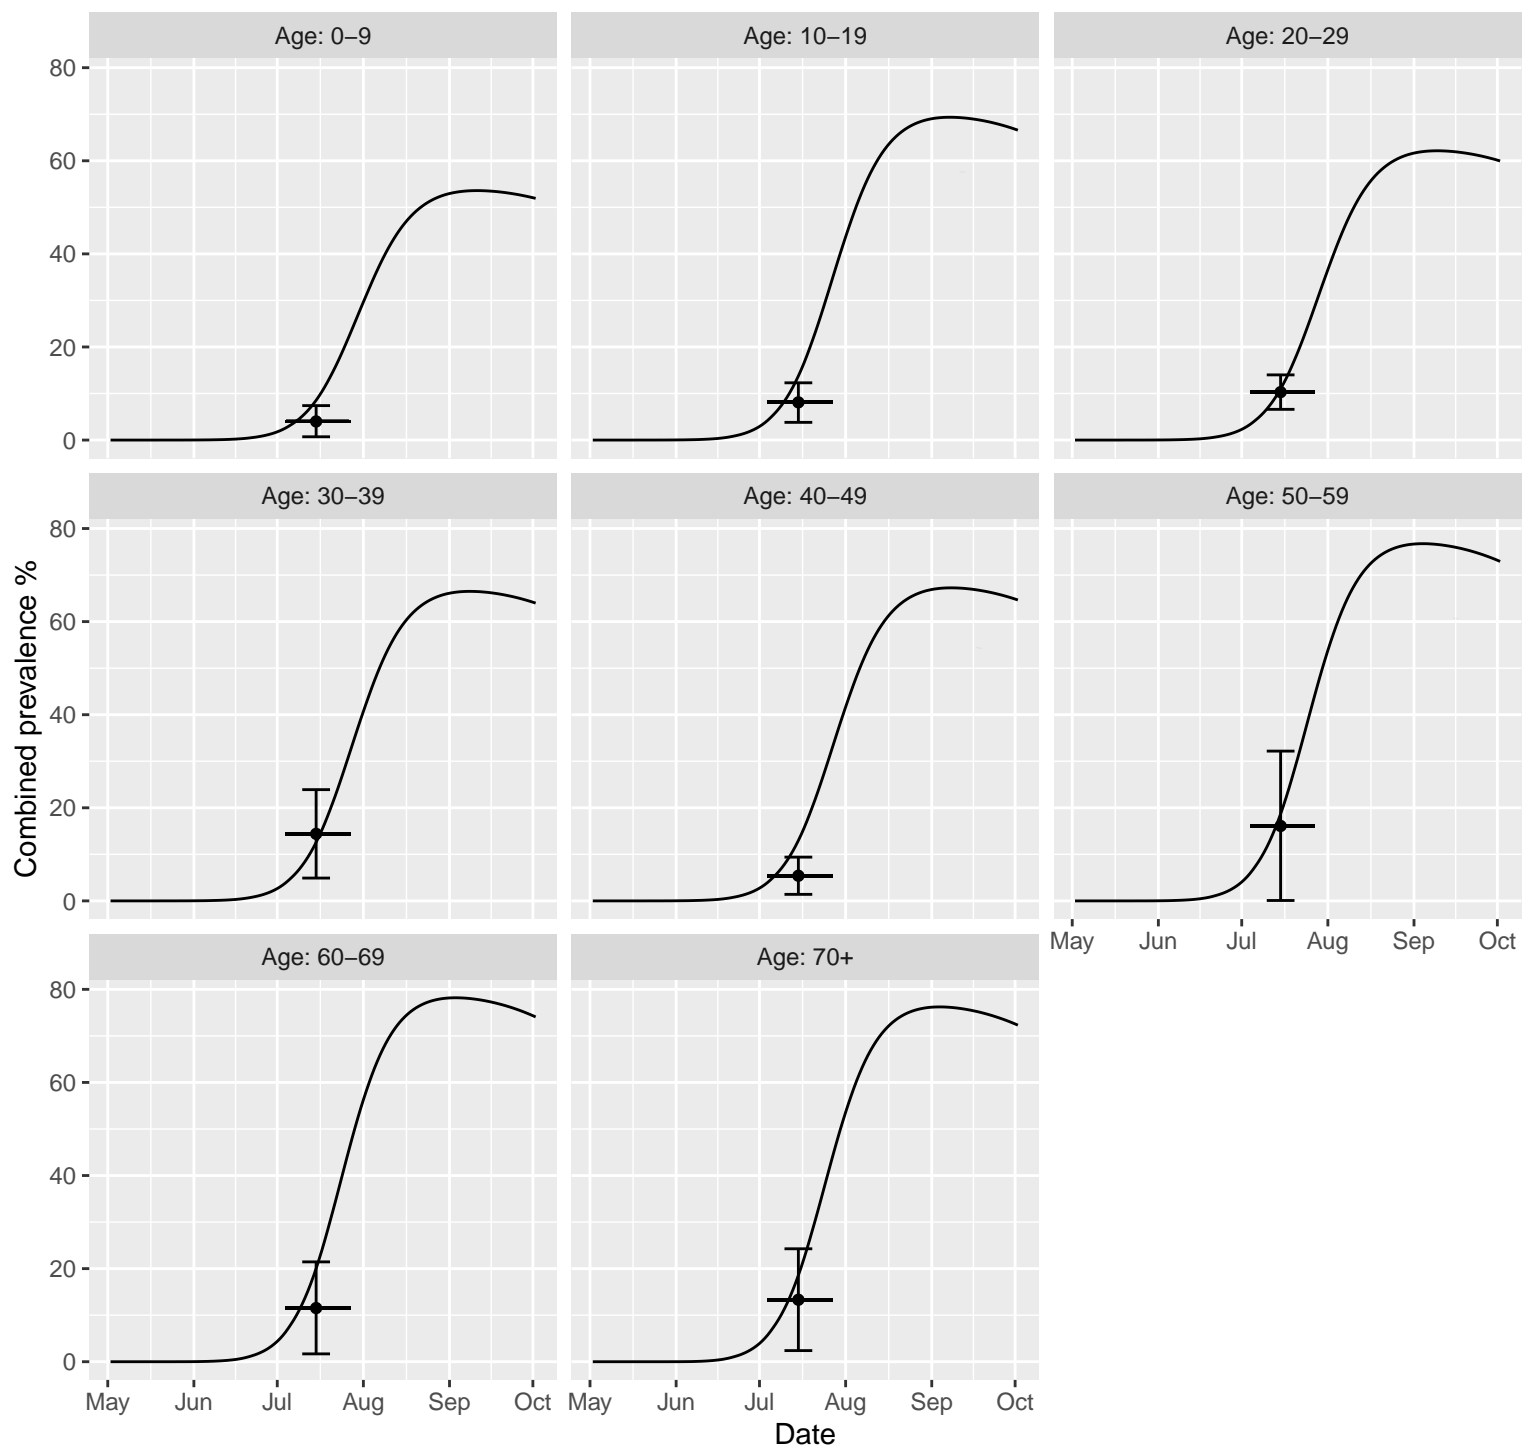 Age: 0–9
Age: 10–19
Age: 20–29
80
60
40
20
0
Age: 30–39
Age: 40–49
Age: 50–59
80
60
40
20
0
May Jun Jul Aug Sep Oct
Age: 60–69
Age: 70+
80
60
40
20
0
May Jun Jul Aug Sep Oct
May Jun Jul Aug Sep Oct
Combined prevalence %
Date